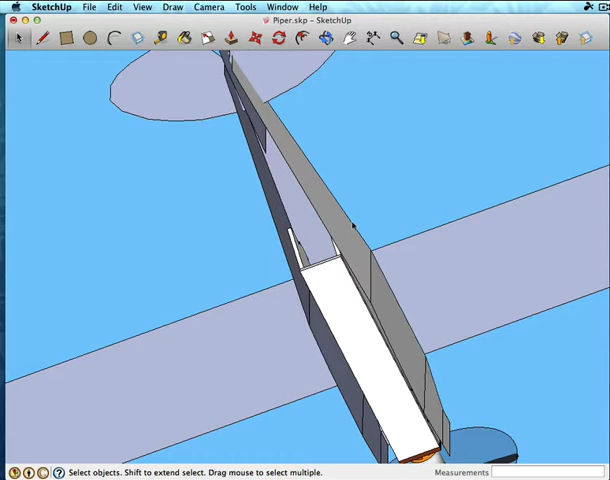 SketchUp File Edit View Draw Camera Tools Window Help
Piper.skp - SketchUp
Select objects. Shift to extend select. Drag mouse to select multiple. Measurements